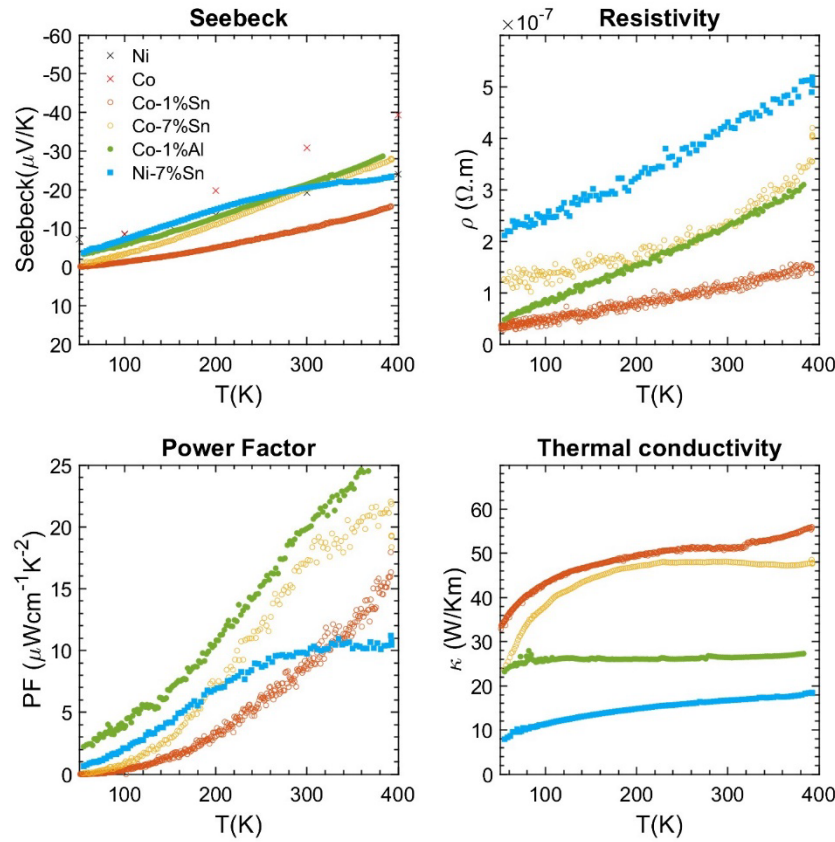 Seebeck
-60
-50
-40
-30
-20
-10
0
10
20
Seebeck(μV/K)
Ni
Co
Co-1%Sn
Co-7%Sn
Co-1%Al
Ni-7%Sn
100
200
300
400
T(K)
Resistivity
×10⁻⁷
5
4
3
2
1
0
ρ (Ω.m)
100
200
300
400
T(K)
Power Factor
25
20
15
10
5
0
PF (μWcm⁻¹K⁻²)
100
200
300
400
T(K)
Thermal conductivity
60
50
40
30
20
10
0
κ (W/Km)
100
200
300
400
T(K)